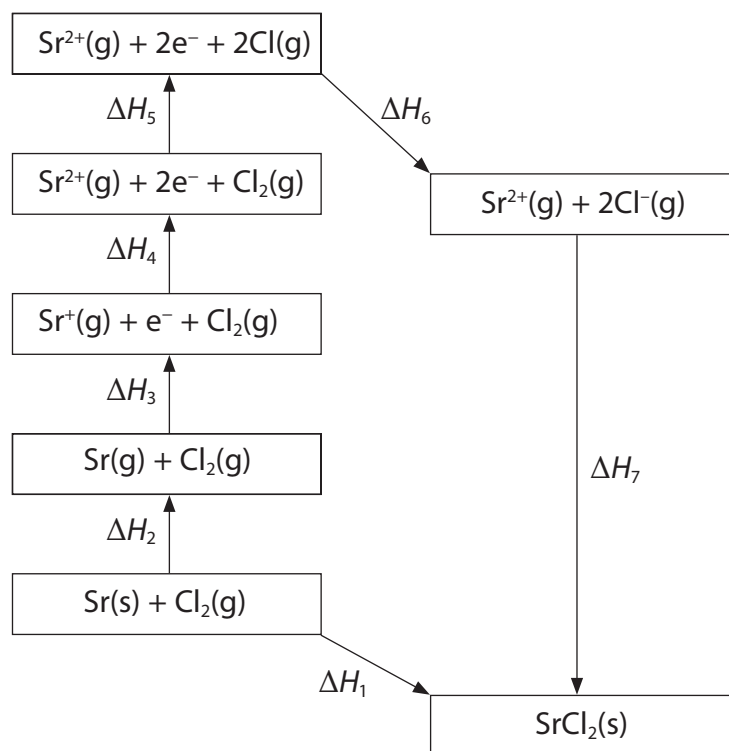 Sr²⁺(g) + 2e⁻ + 2Cl(g)
ΔH₅
ΔH₆
Sr²⁺(g) + 2e⁻ + Cl₂(g)
Sr²⁺(g) + 2Cl⁻(g)
ΔH₄
Sr⁺(g) + e⁻ + Cl₂(g)
ΔH₃
Sr(g) + Cl₂(g)
ΔH₇
ΔH₂
Sr(s) + Cl₂(g)
ΔH₁
SrCl₂(s)